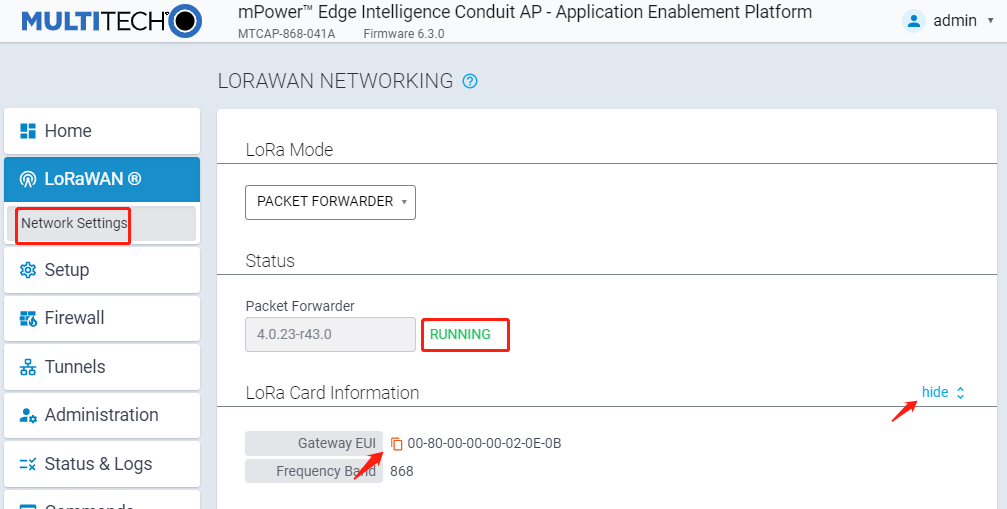 MULTITECH
mPower™ Edge Intelligence Conduit AP - Application Enablement Platform
MTCAP-868-041A Firmware 6.3.0
admin
LORAWAN NETWORKING
Home
LoRaWAN ®
Network Settings
Setup
Firewall
Tunnels
Administration
Status & Logs
Commands
LoRa Mode
PACKET FORWARDER
Status
Packet Forwarder
4.0.23-r43.0 RUNNING
LoRa Card Information hide
Gateway EUI 00-80-00-00-00-02-0E-0B
Frequency Band 868